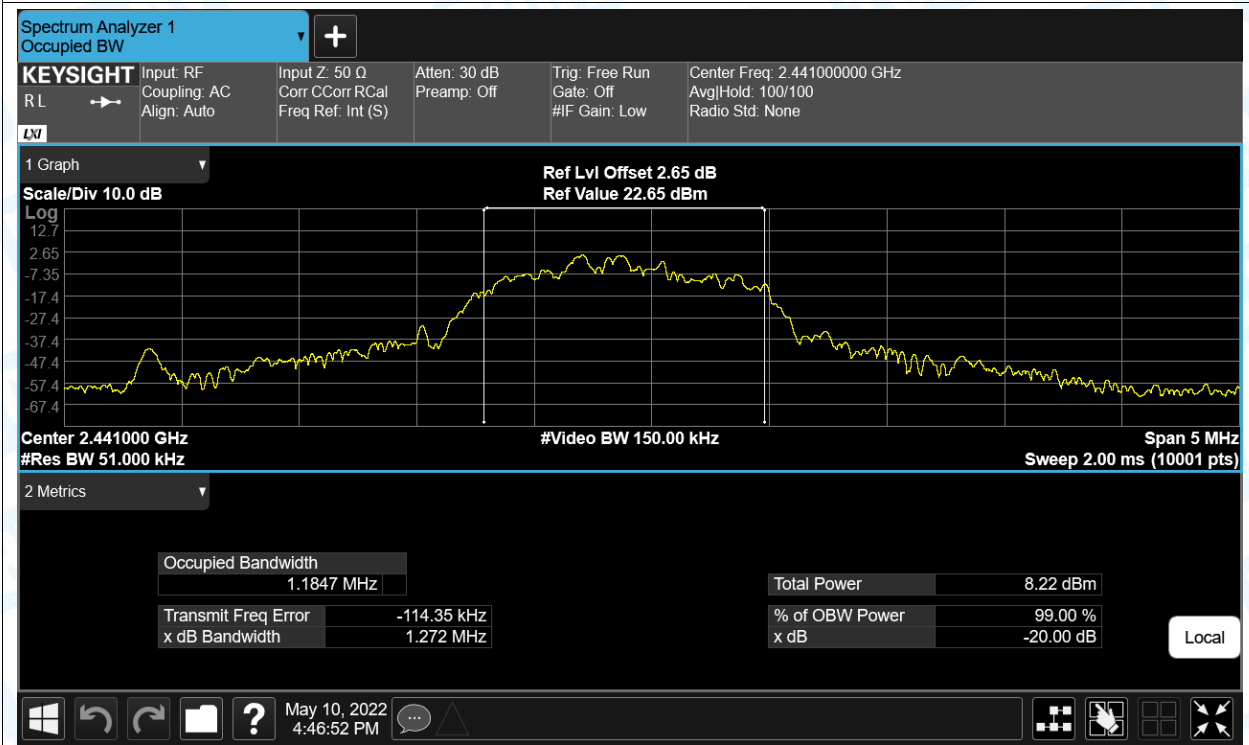 Spectrum Analyzer 1
Occupied BW
+
KEYSIGHT
R L
LXI
Input: RF
Coupling: AC
Align: Auto
Input Z: 50 Ω
Corr CCorr RCal
Freq Ref: Int (S)
Atten: 30 dB
Preamp: Off
Trig: Free Run
Gate: Off
#IF Gain: Low
Center Freq: 2.441000000 GHz
Avg|Hold: 100/100
Radio Std: None
1 Graph
Scale/Div 10.0 dB
Ref Lvl Offset 2.65 dB
Ref Value 22.65 dBm
Log
12.7
2.65
-7.35
-17.4
-27.4
-37.4
-47.4
-57.4
-67.4
Center 2.441000 GHz
#Video BW 150.00 kHz
Span 5 MHz
#Res BW 51.000 kHz
Sweep 2.00 ms (10001 pts)
2 Metrics
Occupied Bandwidth
1.1847 MHz
Total Power 8.22 dBm
Transmit Freq Error -114.35 kHz
% of OBW Power 99.00 %
x dB Bandwidth 1.272 MHz
x dB -20.00 dB
Local
?
May 10, 2022
4:46:52 PM